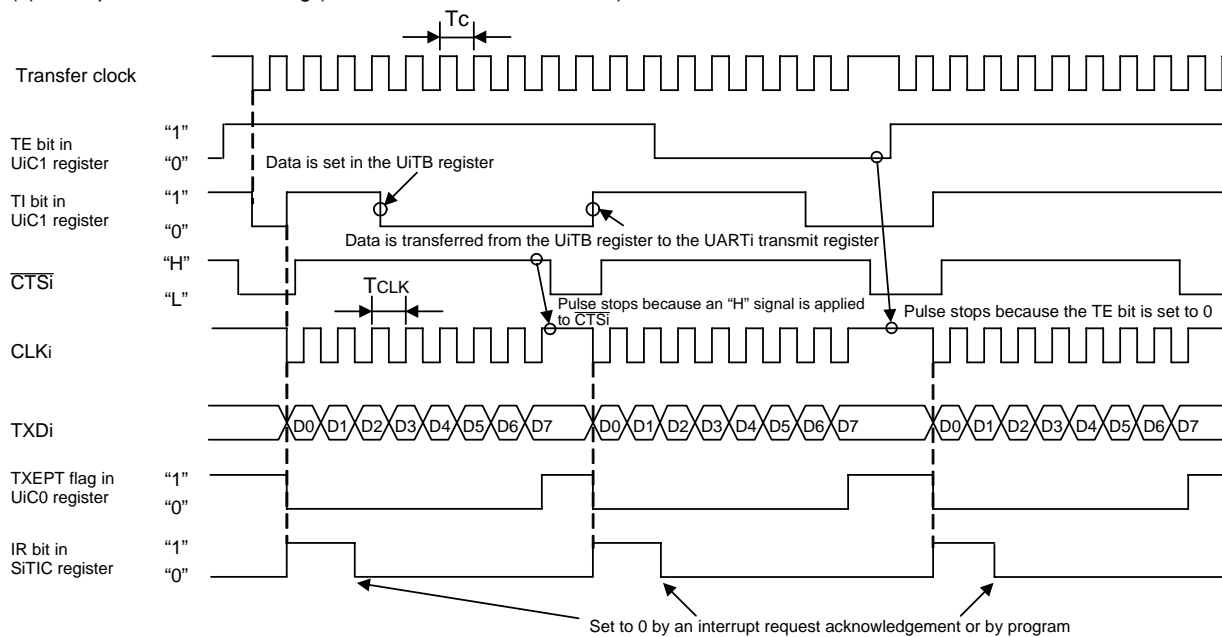 Tc
Transfer clock
TE bit in
UiC1 register
"1"
"0"
Data is set in the UiTB register
TI bit in
UiC1 register
"1"
"0"
Data is transferred from the UiTB register to the UARTi transmit register
CTSi
"H"
"L"
TCLK
Pulse stops because an "H" signal is applied
to CTSi
Pulse stops because the TE bit is set to 0
CLKi
TXDi
D0 D1 D2 D3 D4 D5 D6 D7 D0 D1 D2 D3 D4 D5 D6 D7 D0 D1 D2 D3 D4 D5 D6 D7
TXEPT flag in
UiC0 register
"1"
"0"
IR bit in
SiTIC register
"1"
"0"
Set to 0 by an interrupt request acknowledgement or by program